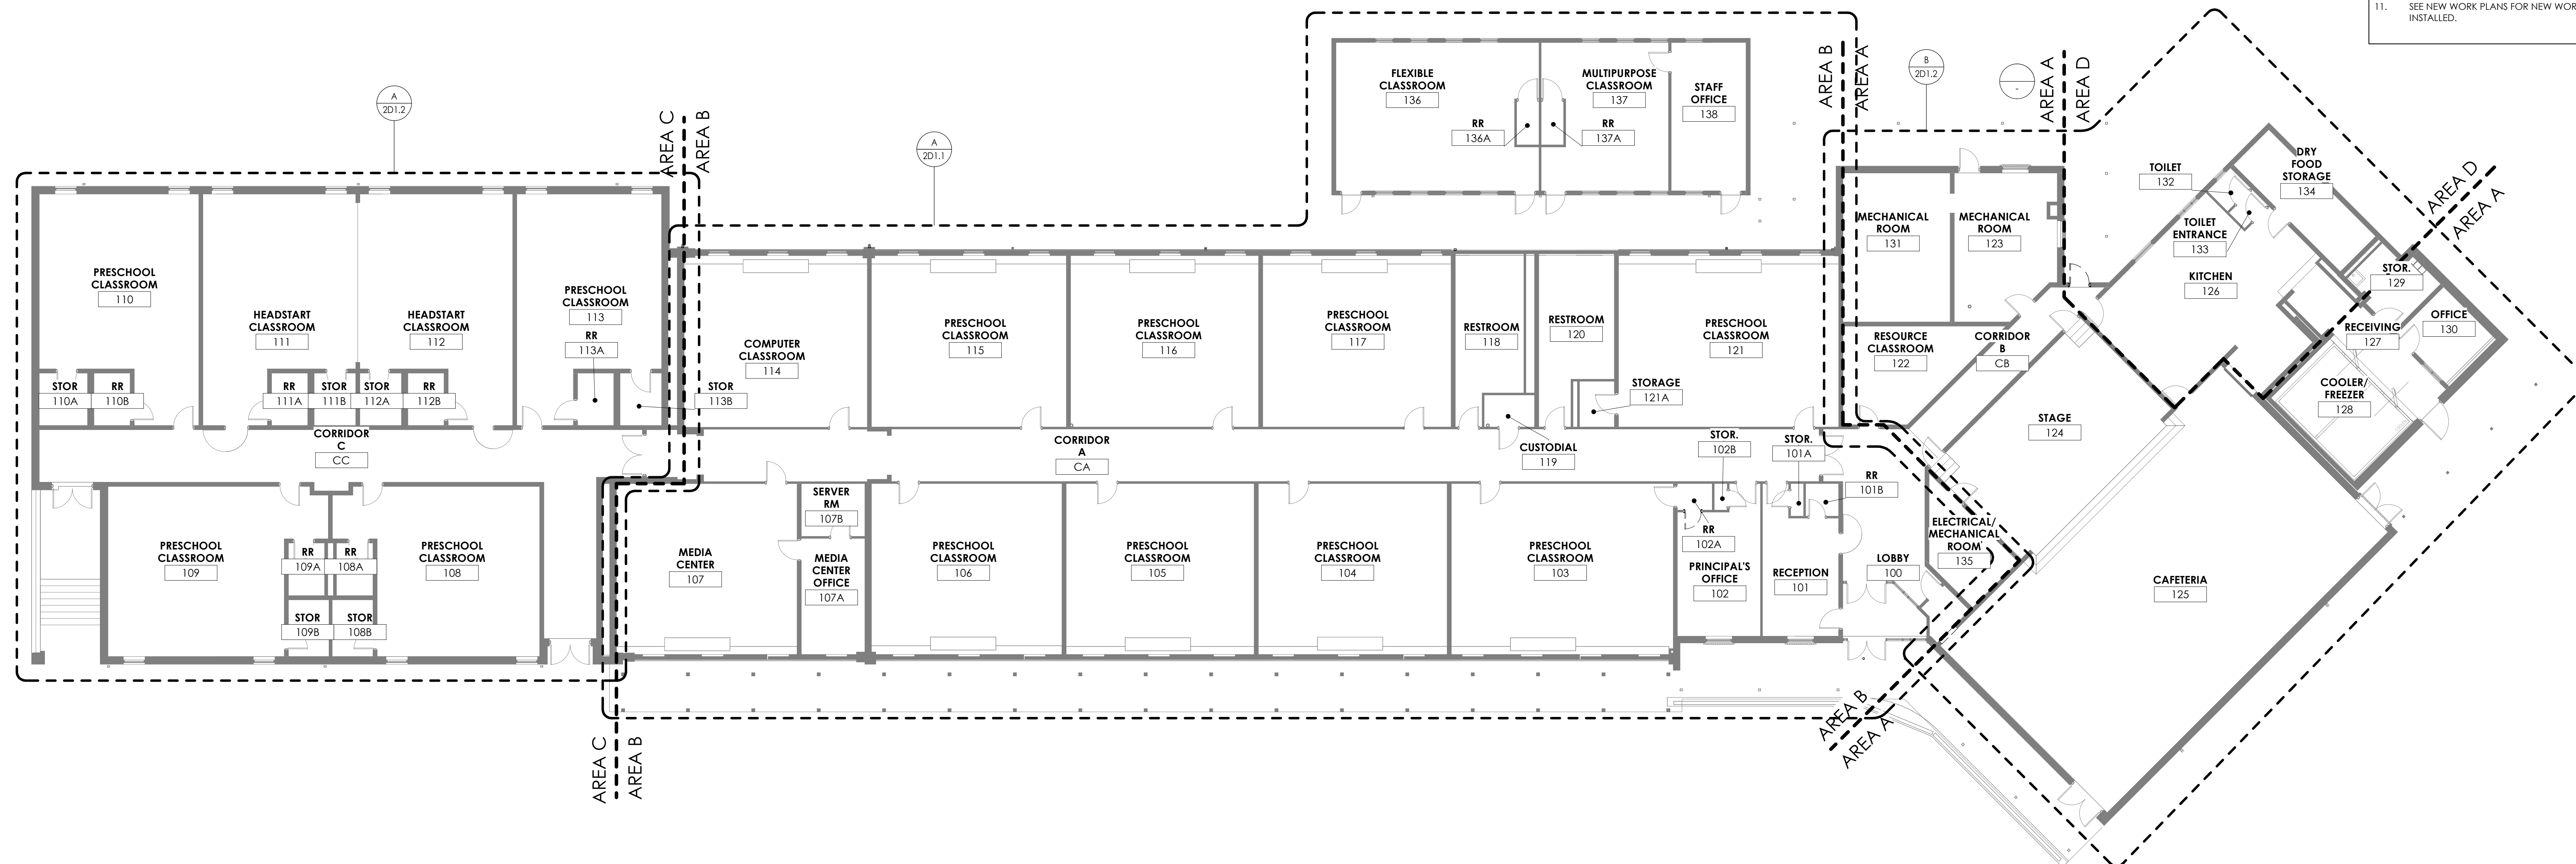 11. SEE NEW WORK PLANS FOR NEW WOR
INSTALLED.
A
2D1.2
A
2D1.1
B
2D1.2
-
AREA C
AREA B
AREA B
AREA A
AREA A
AREA D
AREA D
AREA A
AREA C
AREA B
AREA B
AREA A
FLEXIBLE
CLASSROOM
136
MULTIPURPOSE
CLASSROOM
137
STAFF
OFFICE
138
RR
136A
RR
137A
PRESCHOOL
CLASSROOM
110
HEADSTART
CLASSROOM
111
HEADSTART
CLASSROOM
112
PRESCHOOL
CLASSROOM
113
RR
113A
STOR
110A
RR
110B
RR
111A
STOR
111B
STOR
112A
RR
112B
STOR
113B
CORRIDOR
C
CC
PRESCHOOL
CLASSROOM
109
RR
109A
RR
108A
PRESCHOOL
CLASSROOM
108
STOR
109B
STOR
108B
COMPUTER
CLASSROOM
114
PRESCHOOL
CLASSROOM
115
PRESCHOOL
CLASSROOM
116
PRESCHOOL
CLASSROOM
117
RESTROOM
118
RESTROOM
120
PRESCHOOL
CLASSROOM
121
STORAGE
121A
CORRIDOR
A
CA
CUSTODIAL
119
STOR.
102B
STOR.
101A
RR
101B
MEDIA
CENTER
107
SERVER
RM
107B
MEDIA
CENTER
OFFICE
107A
PRESCHOOL
CLASSROOM
106
PRESCHOOL
CLASSROOM
105
PRESCHOOL
CLASSROOM
104
PRESCHOOL
CLASSROOM
103
RR
102A
PRINCIPAL'S
OFFICE
102
RECEPTION
101
LOBBY
100
ELECTRICAL/
MECHANICAL
ROOM
135
MECHANICAL
ROOM
131
MECHANICAL
ROOM
123
RESOURCE
CLASSROOM
122
CORRIDOR
B
CB
STAGE
124
CAFETERIA
125
TOILET
132
DRY
FOOD
STORAGE
134
TOILET
ENTRANCE
133
KITCHEN
126
STOR.
129
OFFICE
130
RECEIVING
127
COOLER/
FREEZER
128